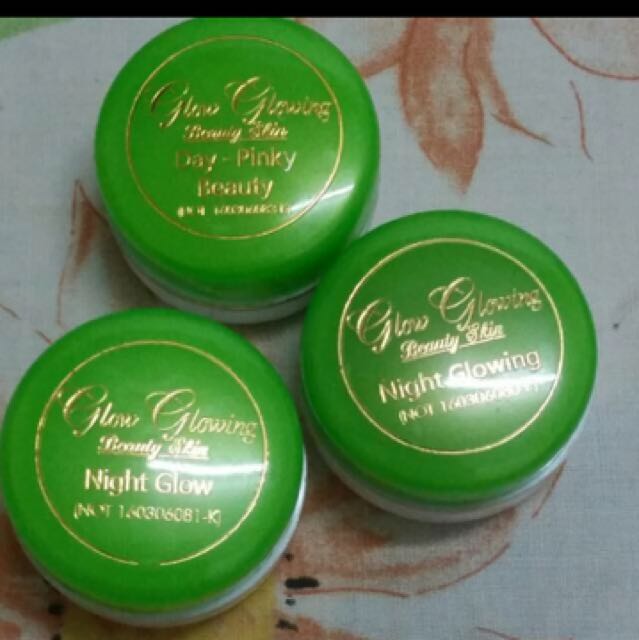 Glow Glowing
Beauty Skin
Day - Pinky
Beauty
Glow Glowing
Beauty Skin
Night Glowing
Glow Glowing
Beauty Skin
Night Glow
(NOT 160306081-K)